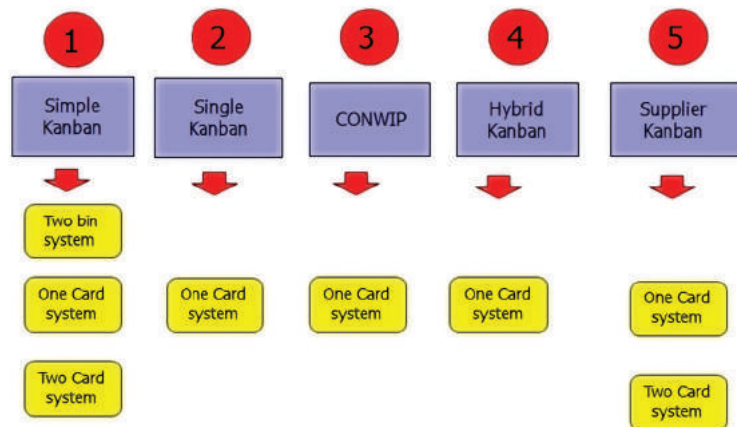 1
2
3
4
5
Simple
Kanban
Single
Kanban
CONWIP
Hybrid
Kanban
Supplier
Kanban
Two bin
system
One Card
system
One Card
system
One Card
system
One Card
system
One Card
system
Two Card
system
Two Card
system